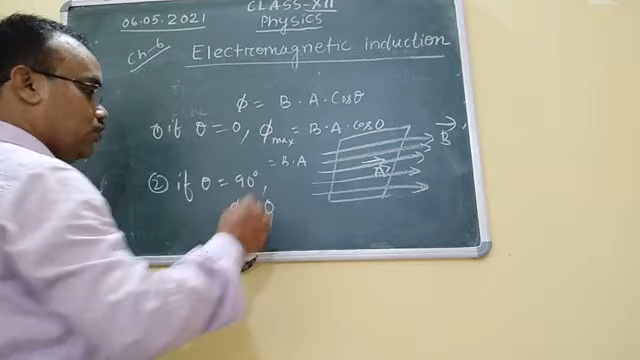 CLASS-XII
06.05.2021
Physics
Ch-6
Electromagnetic induction
ϕ = B · A · Cosθ
① if θ = 0, ϕmax = B · A · cos0
= B · A
B⃗
A⃗
② if θ = 90°,
0